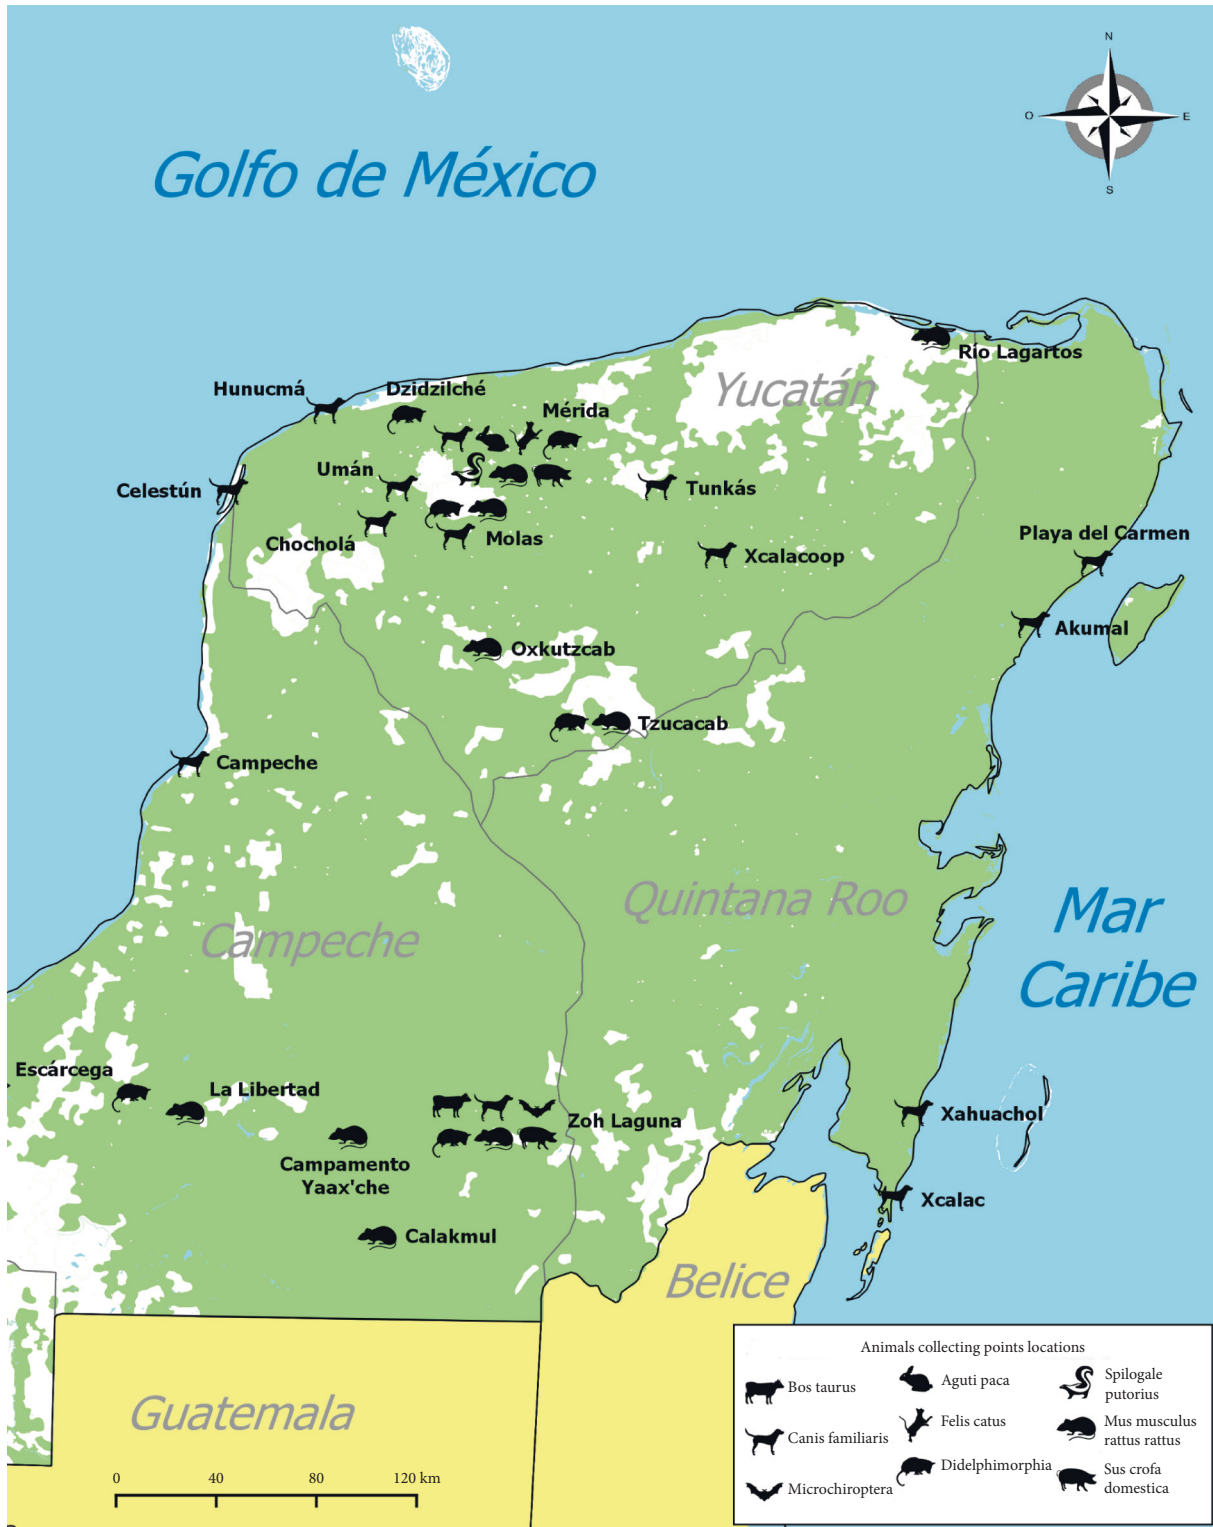 N
O
E
S
Golfo de México
Río Lagartos
Yucatán
Hunucmá
Dzidzilché
Mérida
Umán
Celestún
Tunkás
Chocholá
Molas
Xcalacoop
Playa del Carmen
Akumal
Oxkutzcab
Tzucacab
Campeche
Quintana Roo
Campeche
Mar
Caribe
Escárcega
La Libertad
Zoh Laguna
Xahuachol
Campamento
Yaax'che
Xcalac
Calakmul
Belice
Guatemala
0 40 80 120 km
Animals collecting points locations
Bos taurus
Canis familiaris
Microchiroptera
Aguti paca
Felis catus
Didelphimorphia
Spilogale
putorius
Mus musculus
rattus rattus
Sus crofa
domestica